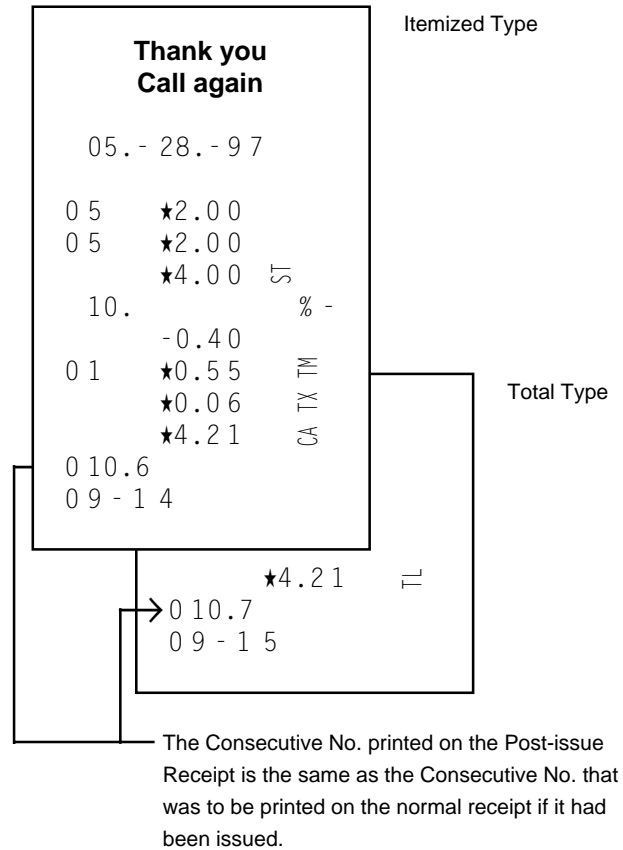 Itemized Type
Thank you
Call again
05.-28.-97
05 ★2.00
05 ★2.00
★4.00 ST
10. %-
-0.40
01 ★0.55 TM
★0.06 TX
★4.21 CA
010.6
09-14
Total Type
★4.21 TL
010.7
09-15
The Consecutive No. printed on the Post-issue
Receipt is the same as the Consecutive No. that
was to be printed on the normal receipt if it had
been issued.